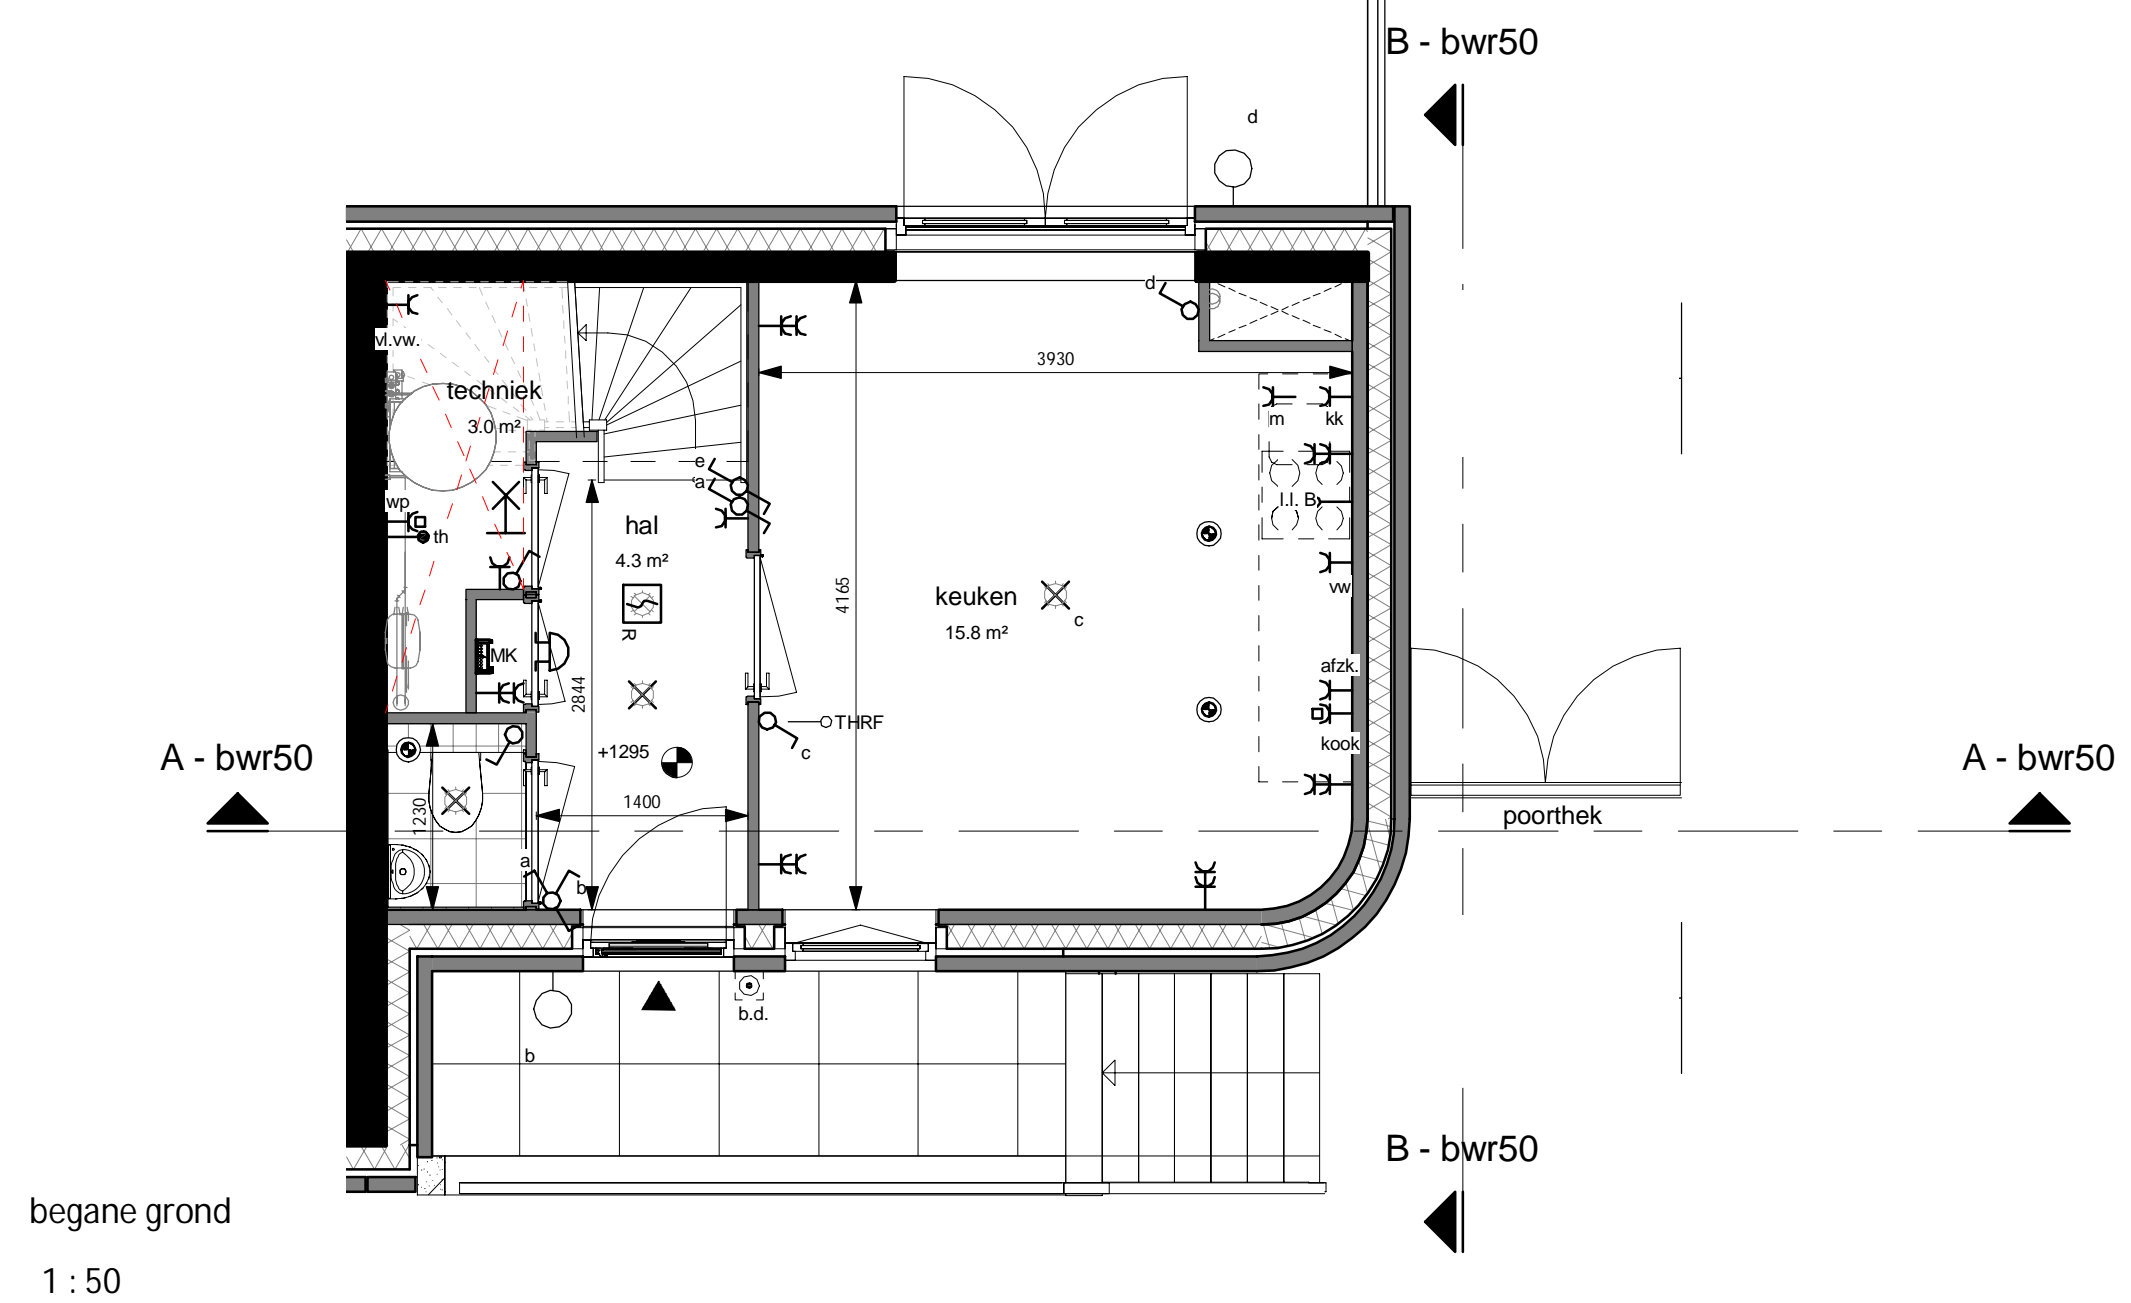 B - bwr50
d
d
vl.vw.
3930
techniek
3.0 m²
m
kk
e
a
wp
I.I. B
hal
4.3 m²
th
4165
keuken
15.8 m²
c
vw
R
MK
afzk.
2844
THRF
c
kook
+1295
A - bwr50
A - bwr50
1400
1230
poorthek
a
b
b.d.
b
B - bwr50
begane grond
1 : 50